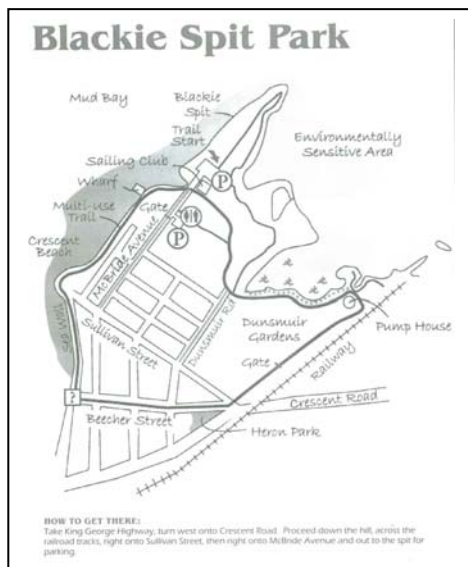 Blackie Spit Park
Mud Bay
Blackie
Spit
Trail
Start
Environmentally
Sensitive Area
Sailing Club
P
Wharf
Multi-use
Trail
Gate
P
Crescent
Beach
McBride Avenue
Sea Walk
Sullivan
Street
Dunsmuir Rd
Dunsmuir
Gardens
Pump House
Gate
Railway
?
Beecher Street
Crescent Road
Heron Park
HOW TO GET THERE:
Take King George Highway, turn west onto Crescent Road. Proceed down the hill, across the
railroad tracks, right onto Sullivan Street, then right onto McBride Avenue and out to the spit for
parking.